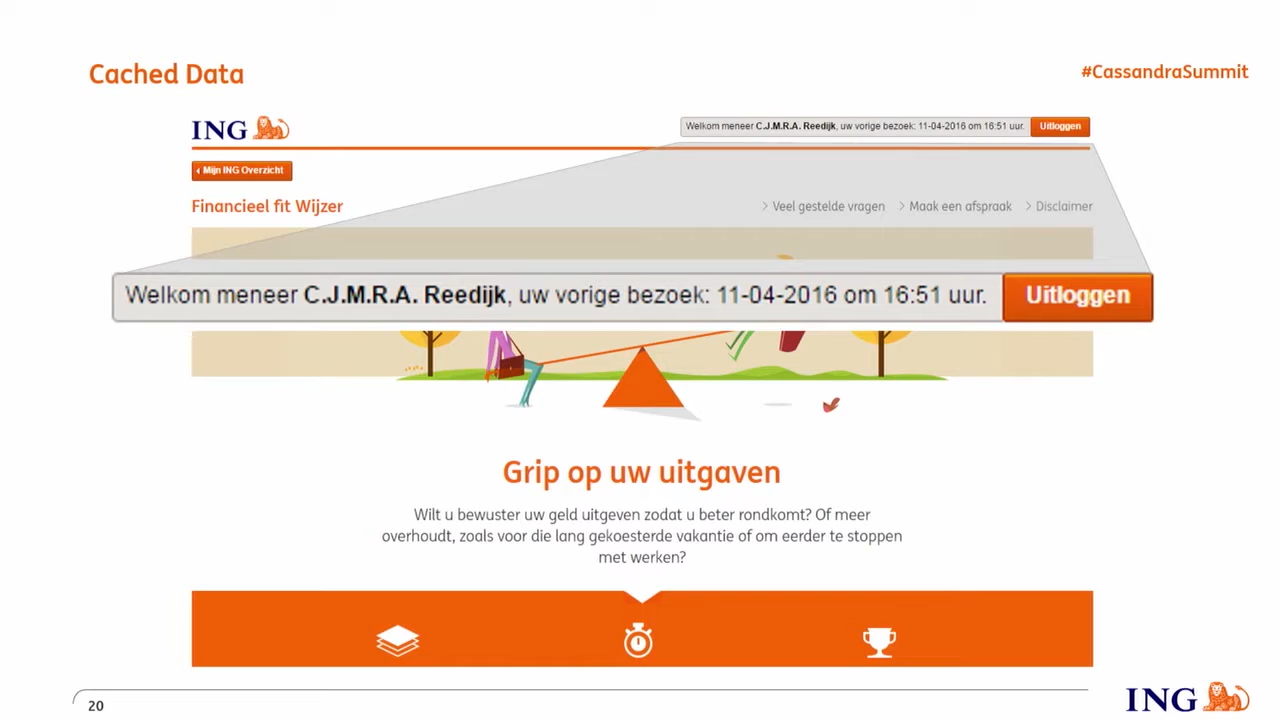 Cached Data
#CassandraSummit
ING
Welkom meneer C.J.M.R.A. Reedijk, uw vorige bezoek: 11-04-2016 om 16:51 uur. Uitloggen
Mijn ING Overzicht
Financieel fit Wijzer
Veel gestelde vragen
Maak een afspraak
Disclaimer
Welkom meneer C.J.M.R.A. Reedijk, uw vorige bezoek: 11-04-2016 om 16:51 uur. Uitloggen
Grip op uw uitgaven
Wilt u bewuster uw geld uitgeven zodat u beter rondkomt? Of meer
overhoudt, zoals voor die lang gekoesterde vakantie of om eerder te stoppen
met werken?
20
ING